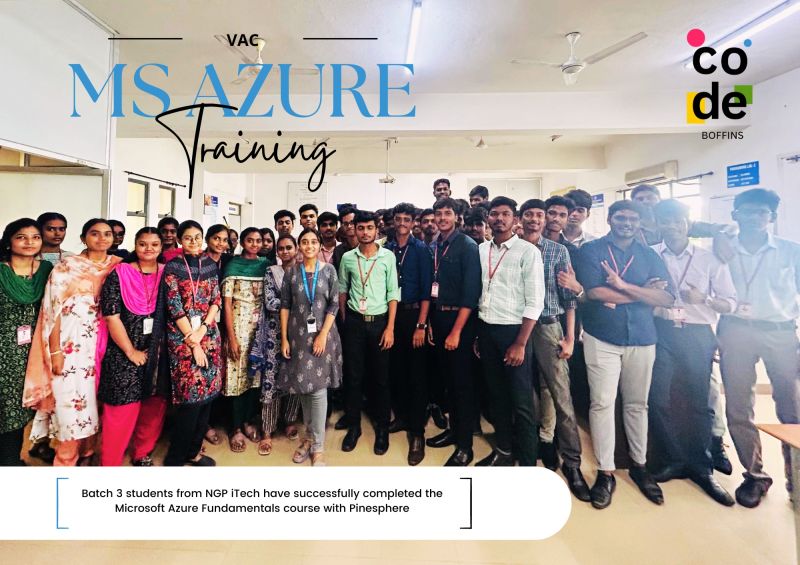 VAC
MS AZURE
Training
co
de
BOFFINS
Batch 3 students from NGP iTech have successfully completed the
Microsoft Azure Fundamentals course with Pinesphere